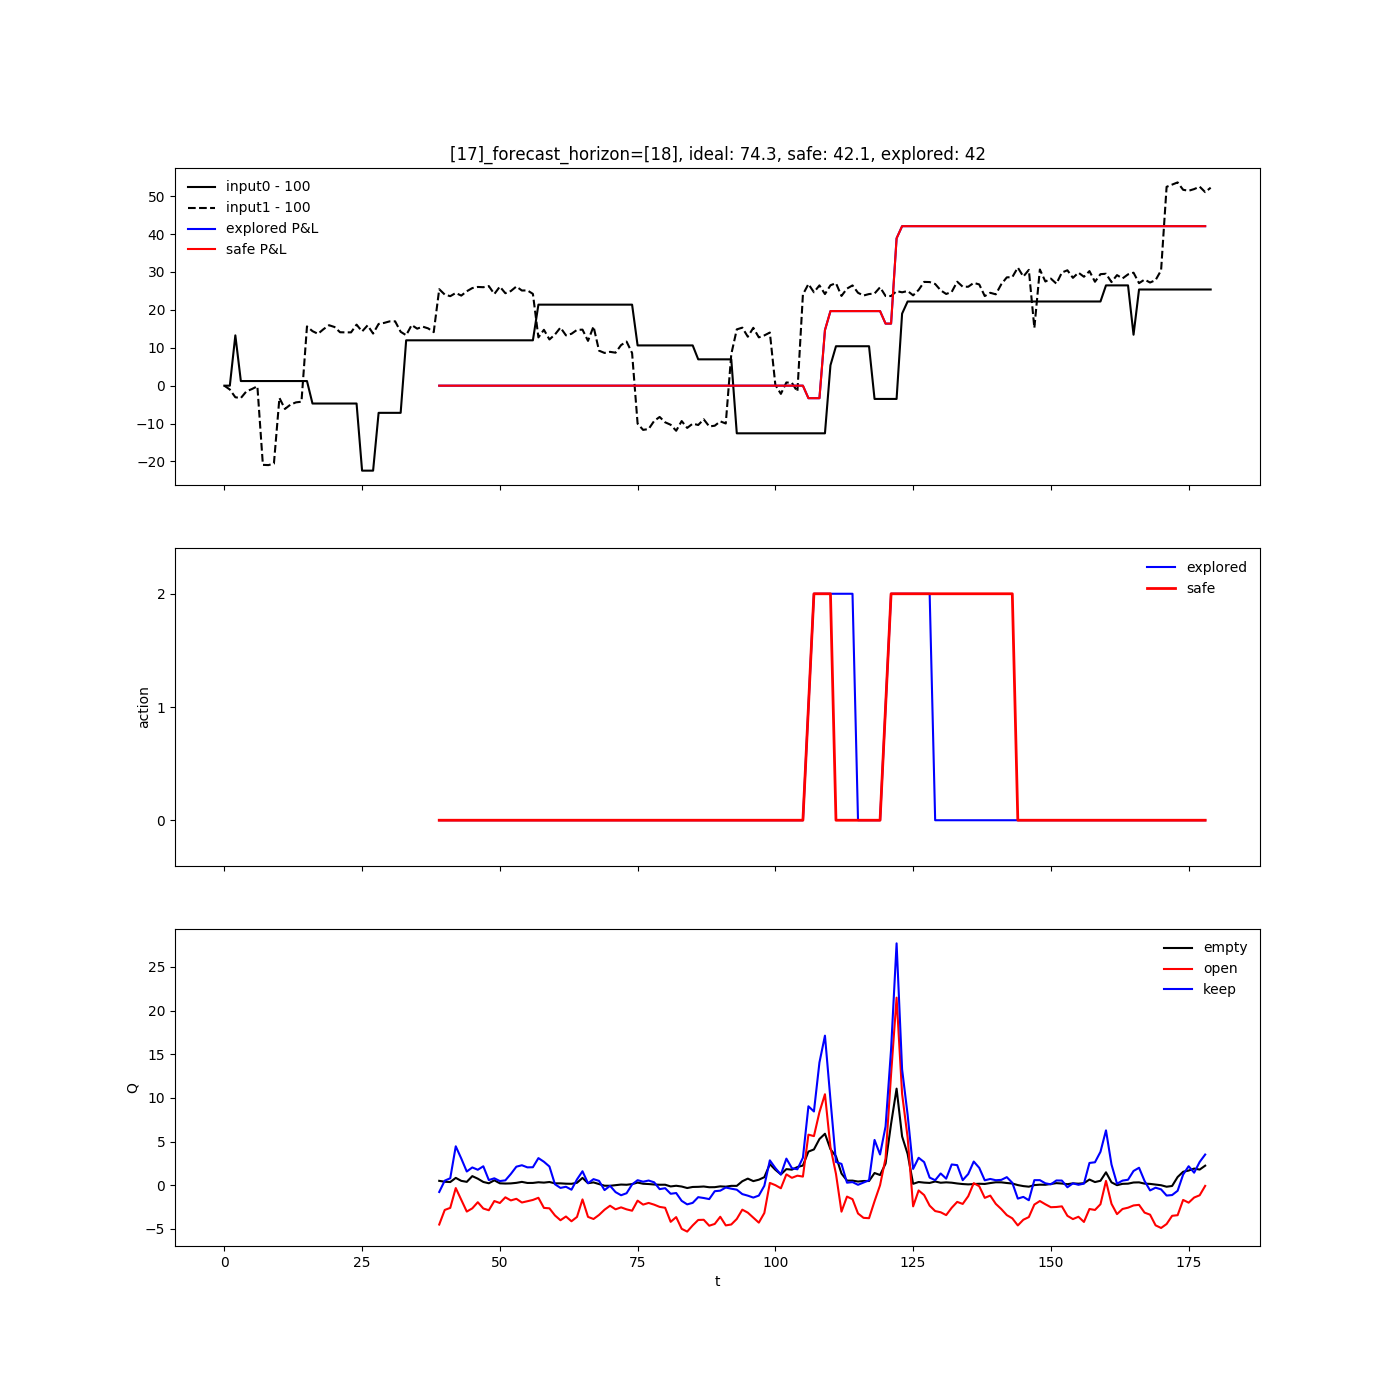 [17]_forecast_horizon=[18], ideal: 74.3, safe: 42.1, explored: 42
input0 - 100
input1 - 100
explored P&L
safe P&L
50
40
30
20
10
0
−10
−20
explored
safe
2
1
0
action
empty
open
keep
25
20
15
10
5
0
−5
Q
0 25 50 75 100 125 150 175
t